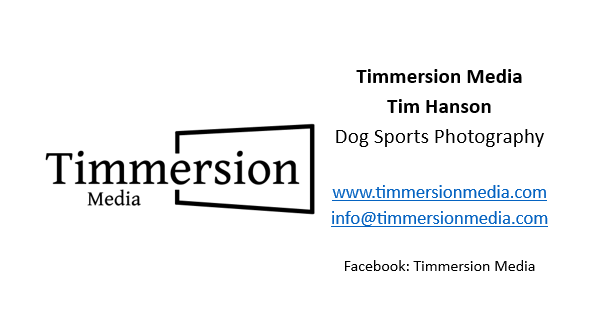 Timmersion
Media
Timmersion Media
Tim Hanson
Dog Sports Photography
www.timmersionmedia.com
info@timmersionmedia.com
Facebook: Timmersion Media